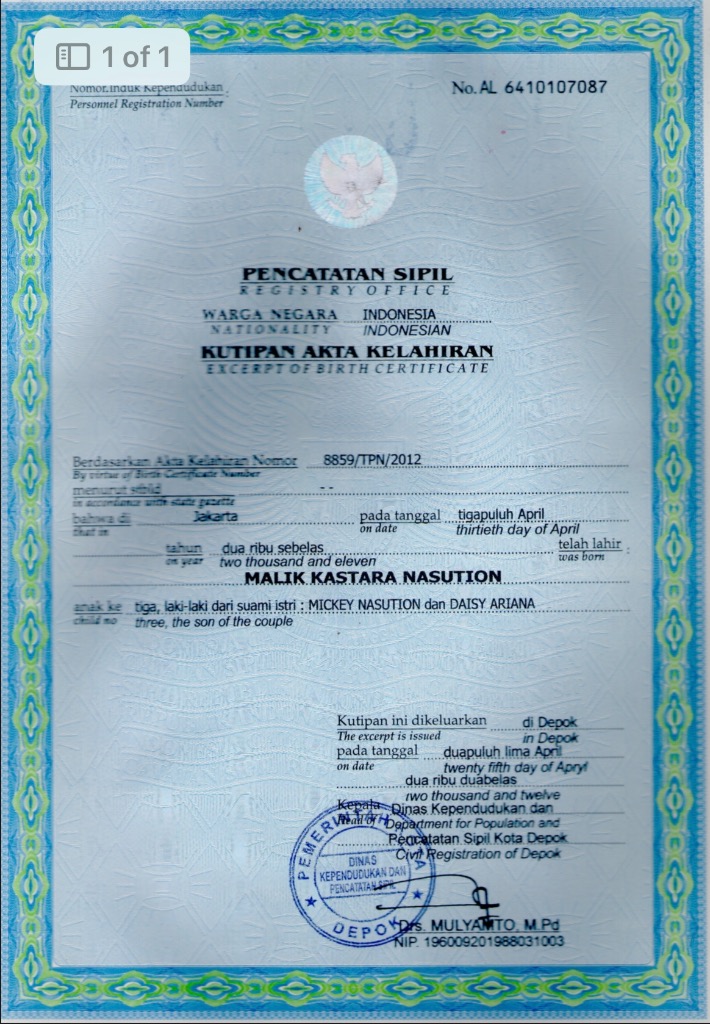 1 of 1
Nomor Induk Kependudukan
Personnel Registration Number
No. AL 6410107087
PENCATATAN SIPIL
REGISTRY OFFICE
WARGA NEGARA INDONESIA
NATIONALITY INDONESIAN
KUTIPAN AKTA KELAHIRAN
EXCERPT OF BIRTH CERTIFICATE
Berdasarkan Akta Kelahiran Nomor 8859/TPN/2012
By virtue of Birth Certificate Number
menurut stbld - -
in accordance with state gazette
bahwa di Jakarta pada tanggal tigapuluh April
that in on date thirtieth day of April
tahun dua ribu sebelas telah lahir :
on year two thousand and eleven was born
MALIK KASTARA NASUTION
anak ke tiga, laki-laki dari suami istri : MICKEY NASUTION dan DAISY ARIANA
child no three, the son of the couple
Kutipan ini dikeluarkan di Depok
The excerpt is issued in Depok
pada tanggal duapuluh lima April
on date twenty fifth day of Apryl
dua ribu duabelas
two thousand and twelve
Kepala Dinas Kependudukan dan
Head of Department for Population and
Pencatatan Sipil Kota Depok
Civil Registration of Depok
PEMERINTAH KOTA
DINAS
KEPENDUDUKAN DAN
PENCATATAN SIPIL
DEPOK
Drs. MULYAMTO, M.Pd
NIP. 196009201988031003